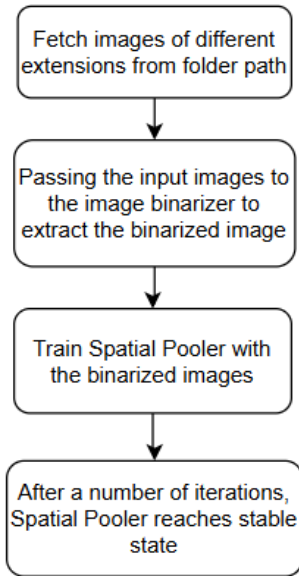 Fetch images of different
extensions from folder path
Passing the input images to
the image binarizer to
extract the binarized image
Train Spatial Pooler with
the binarized images
After a number of iterations,
Spatial Pooler reaches stable
state